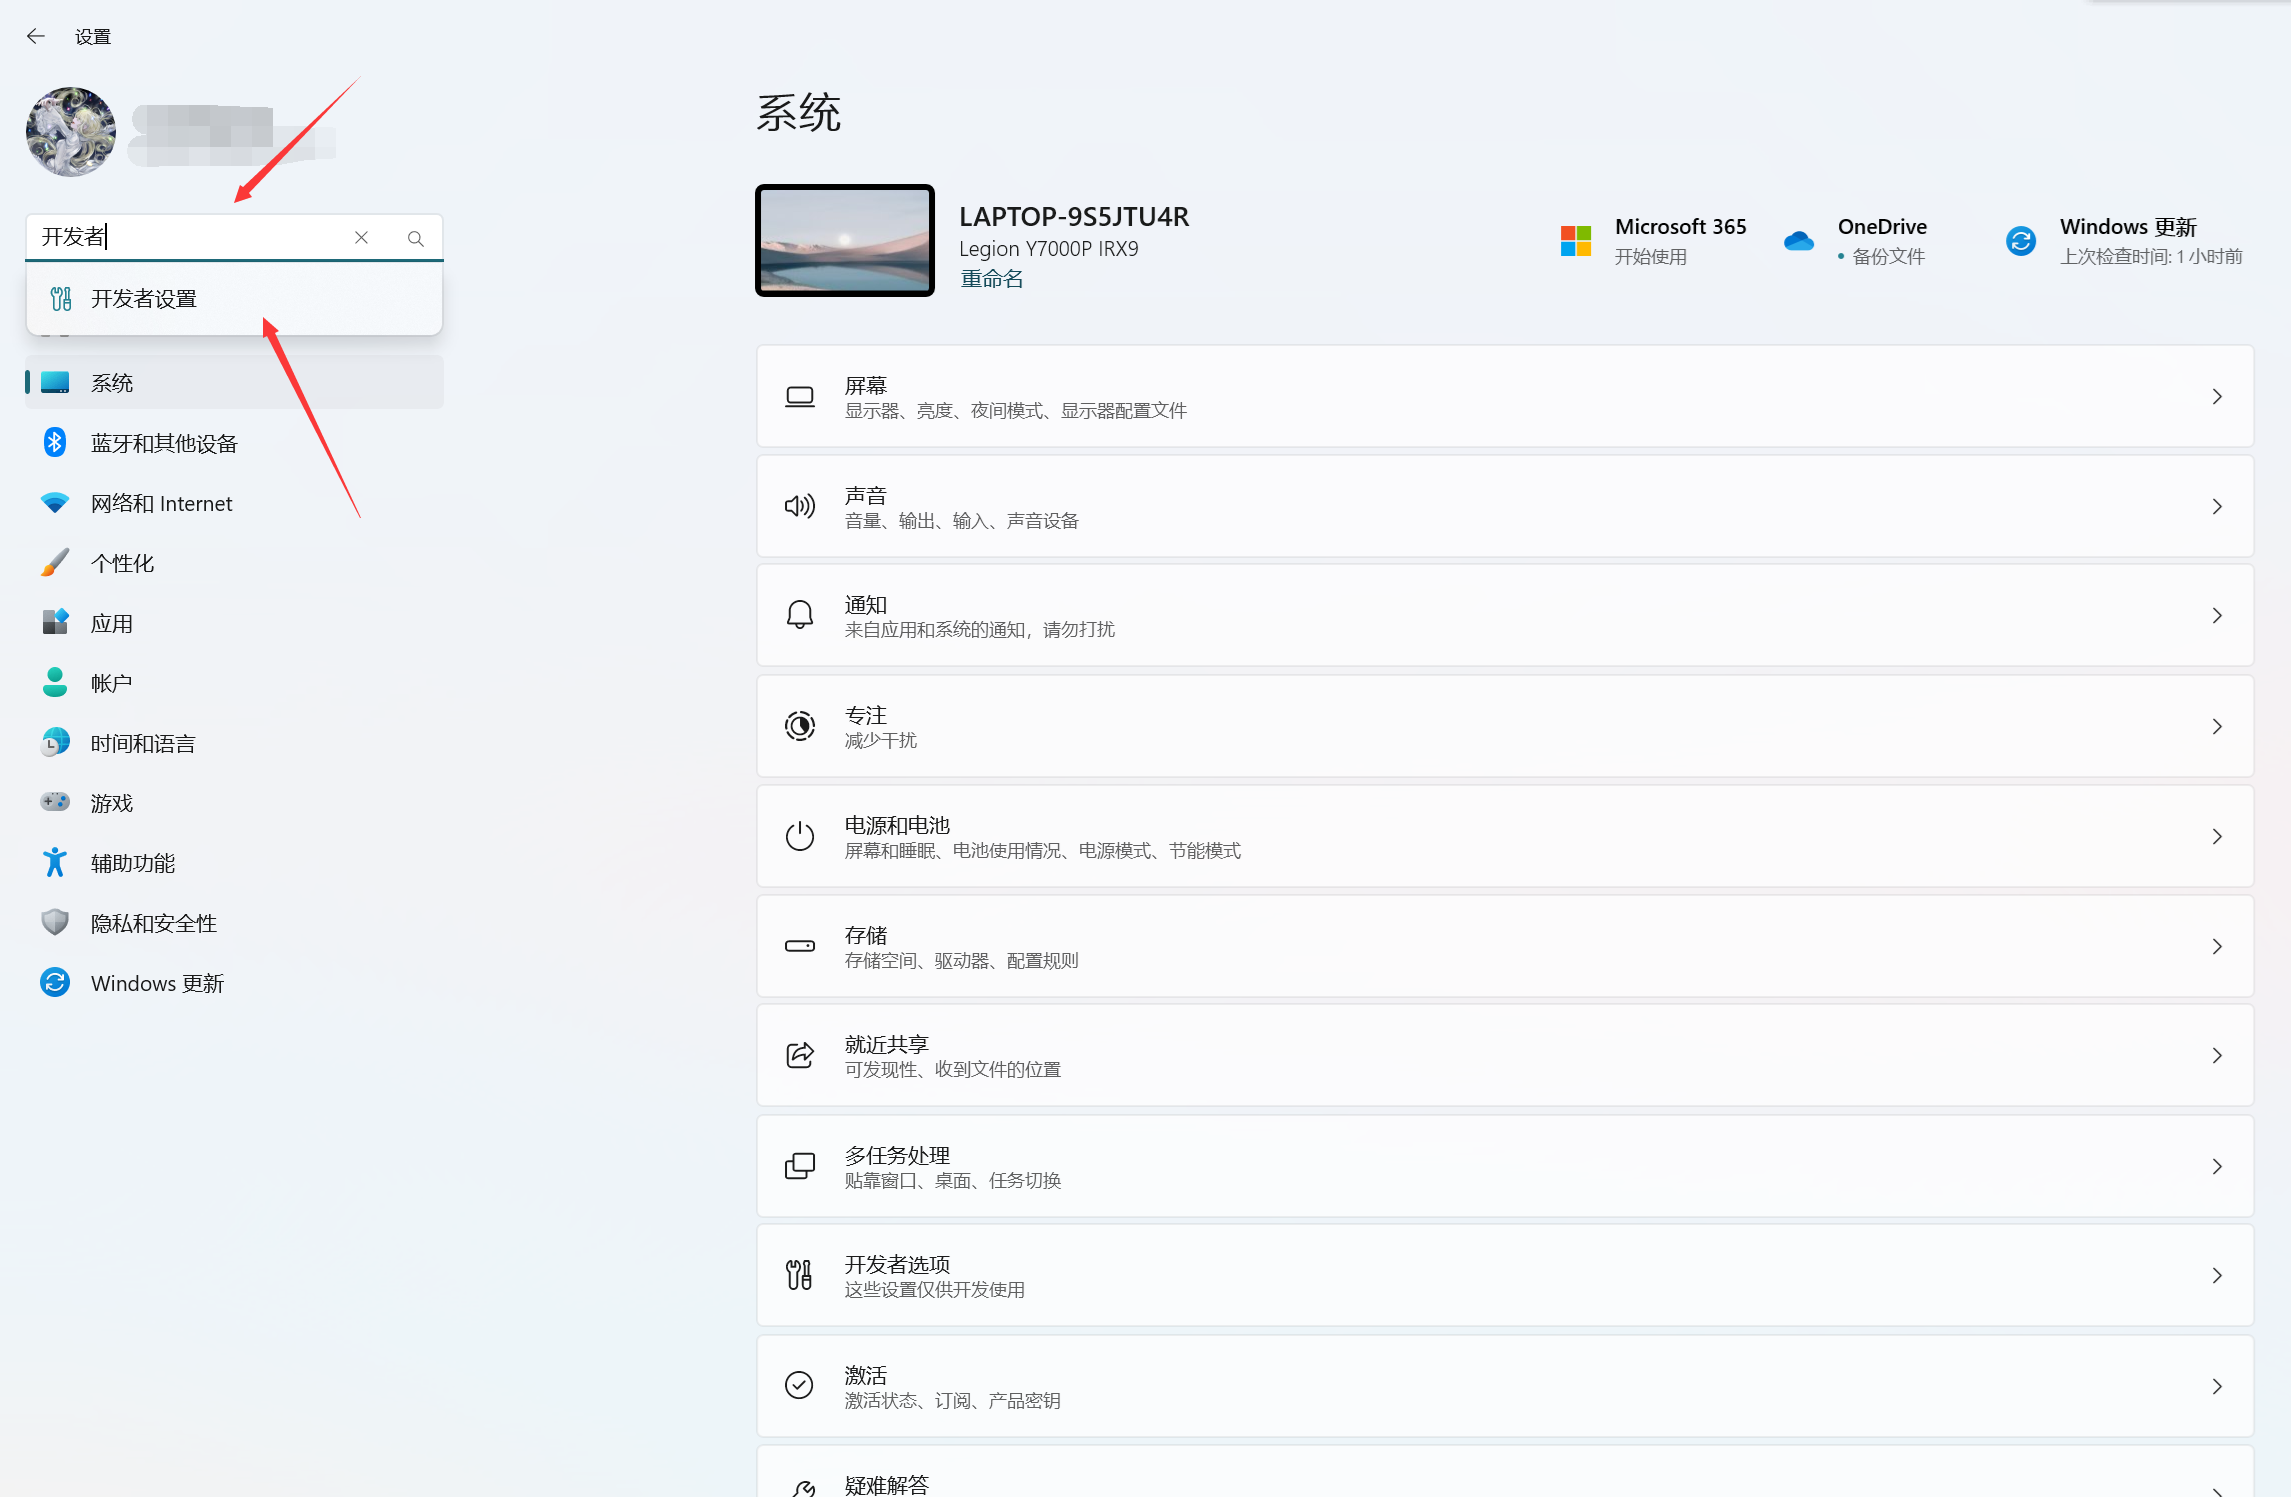 设置
开发者
开发者设置
系统
蓝牙和其他设备
网络和 Internet
个性化
应用
帐户
时间和语言
游戏
辅助功能
隐私和安全性
Windows 更新
系统
LAPTOP-9S5JTU4R
Legion Y7000P IRX9
重命名
Microsoft 365
开始使用
OneDrive
• 备份文件
Windows 更新
上次检查时间: 1 小时前
屏幕
显示器、亮度、夜间模式、显示器配置文件
声音
音量、输出、输入、声音设备
通知
来自应用和系统的通知，请勿打扰
专注
减少干扰
电源和电池
屏幕和睡眠、电池使用情况、电源模式、节能模式
存储
存储空间、驱动器、配置规则
就近共享
可发现性、收到文件的位置
多任务处理
贴靠窗口、桌面、任务切换
开发者选项
这些设置仅供开发使用
激活
激活状态、订阅、产品密钥
疑难解答